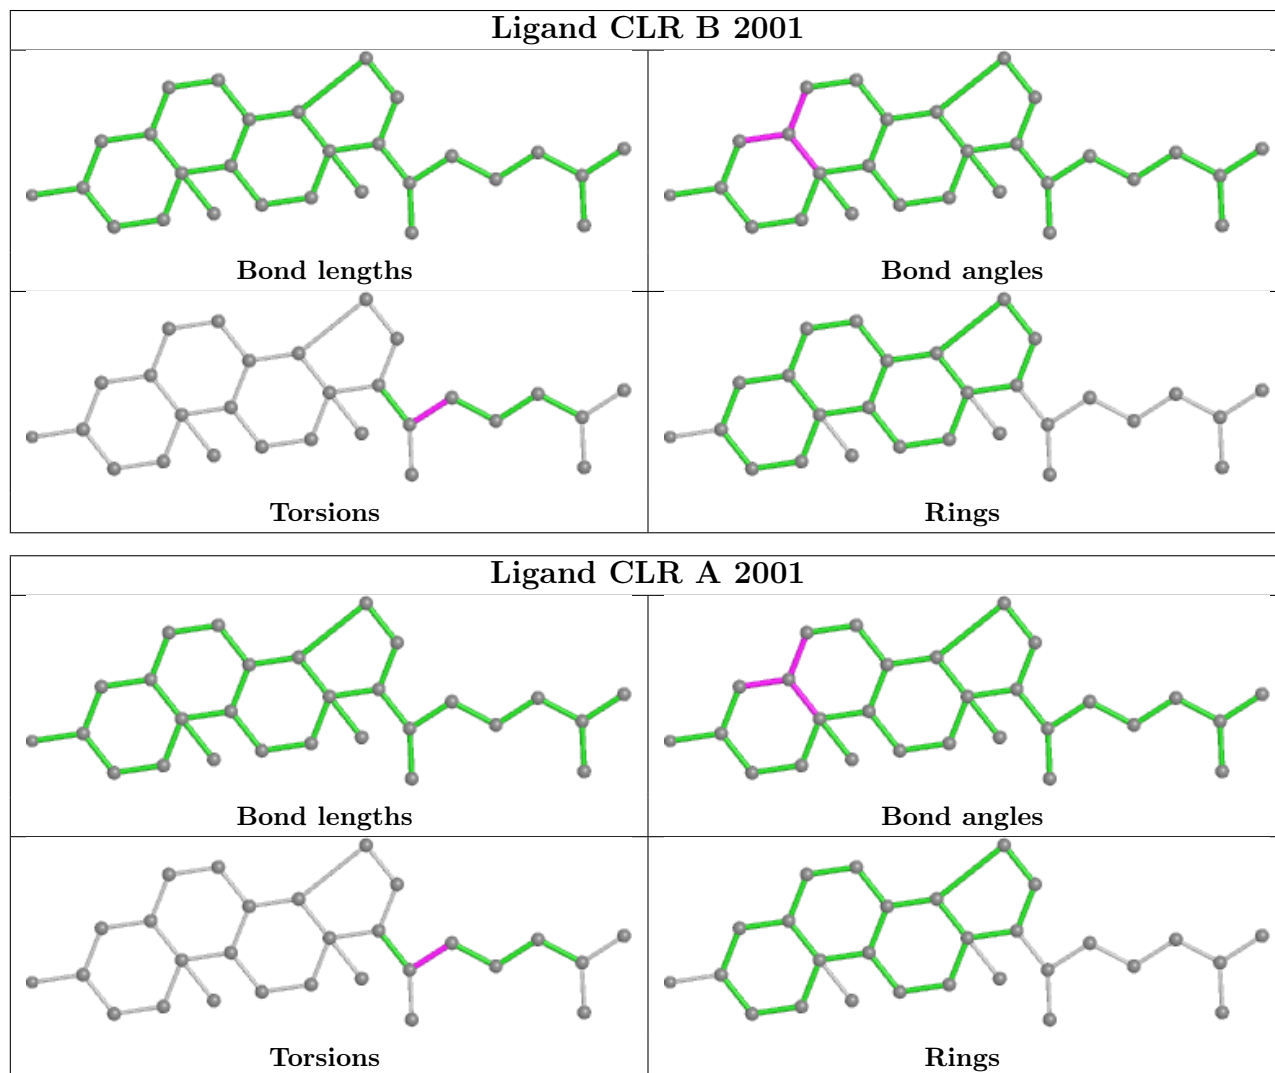 Ligand CLR B 2001
Bond lengths
Bond angles
Torsions
Rings
Ligand CLR A 2001
Bond lengths
Bond angles
Torsions
Rings